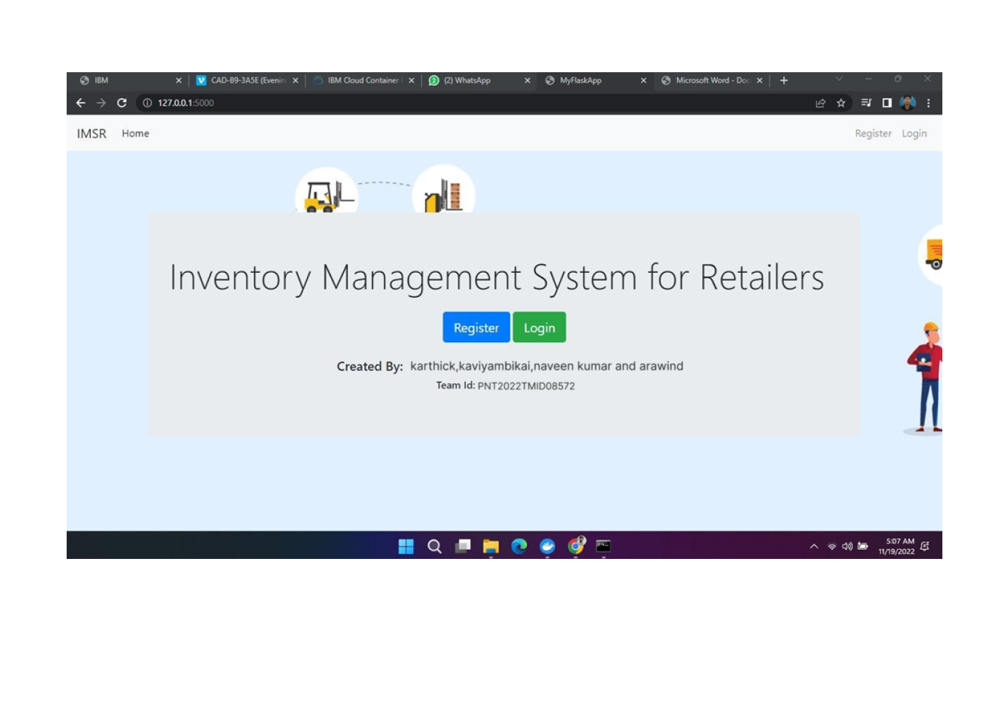 IBM
CAD-B9-3A5E (Evenin
IBM Cloud Container
(2) WhatsApp
MyFlaskApp
Microsoft Word - Doc
127.0.0.1:5000
IMSR Home Register Login
Inventory Management System for Retailers
Register Login
Created By: karthick,kaviyambikai,naveen kumar and arawind
Team Id: PNT2022TMID08572
5:07 AM
11/19/2022